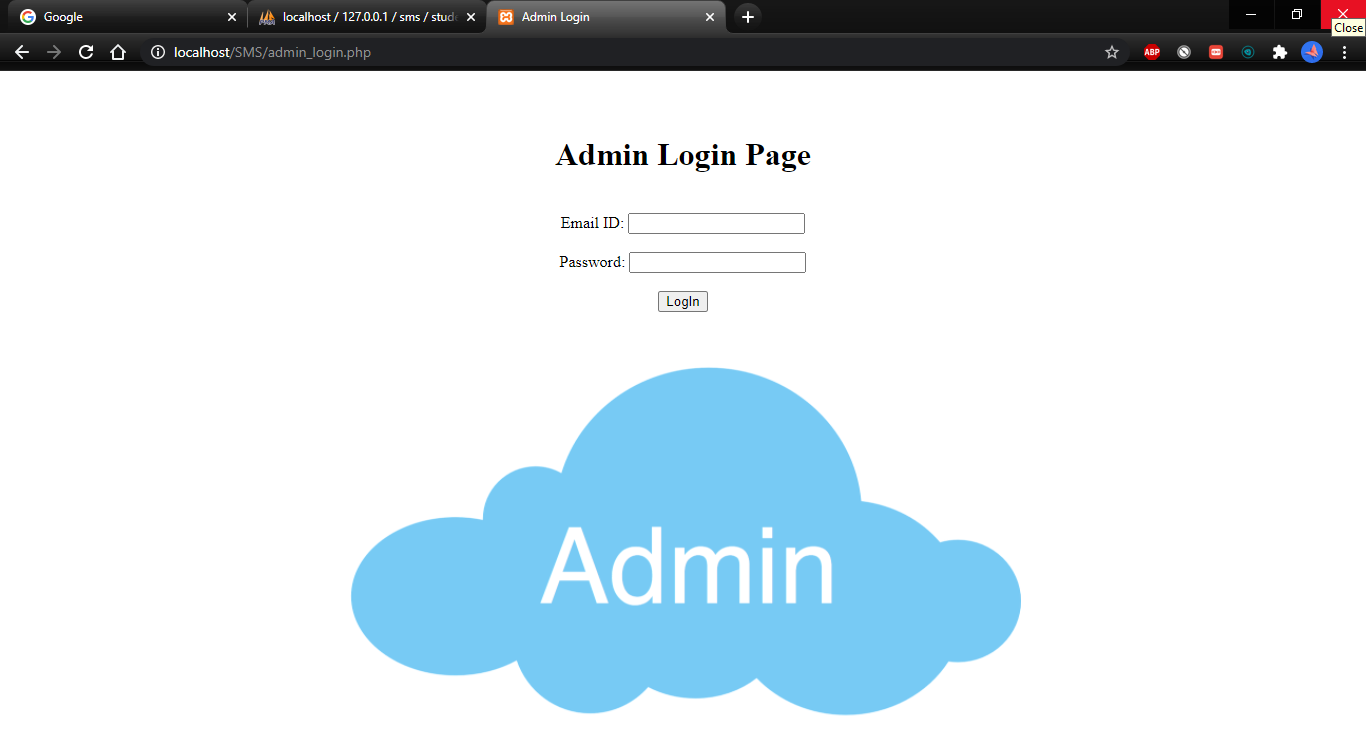 Google
localhost / 127.0.0.1 / sms / stud
Admin Login
Close
localhost/SMS/admin_login.php
ABP
Admin Login Page
Email ID:
Password:
LogIn
Admin